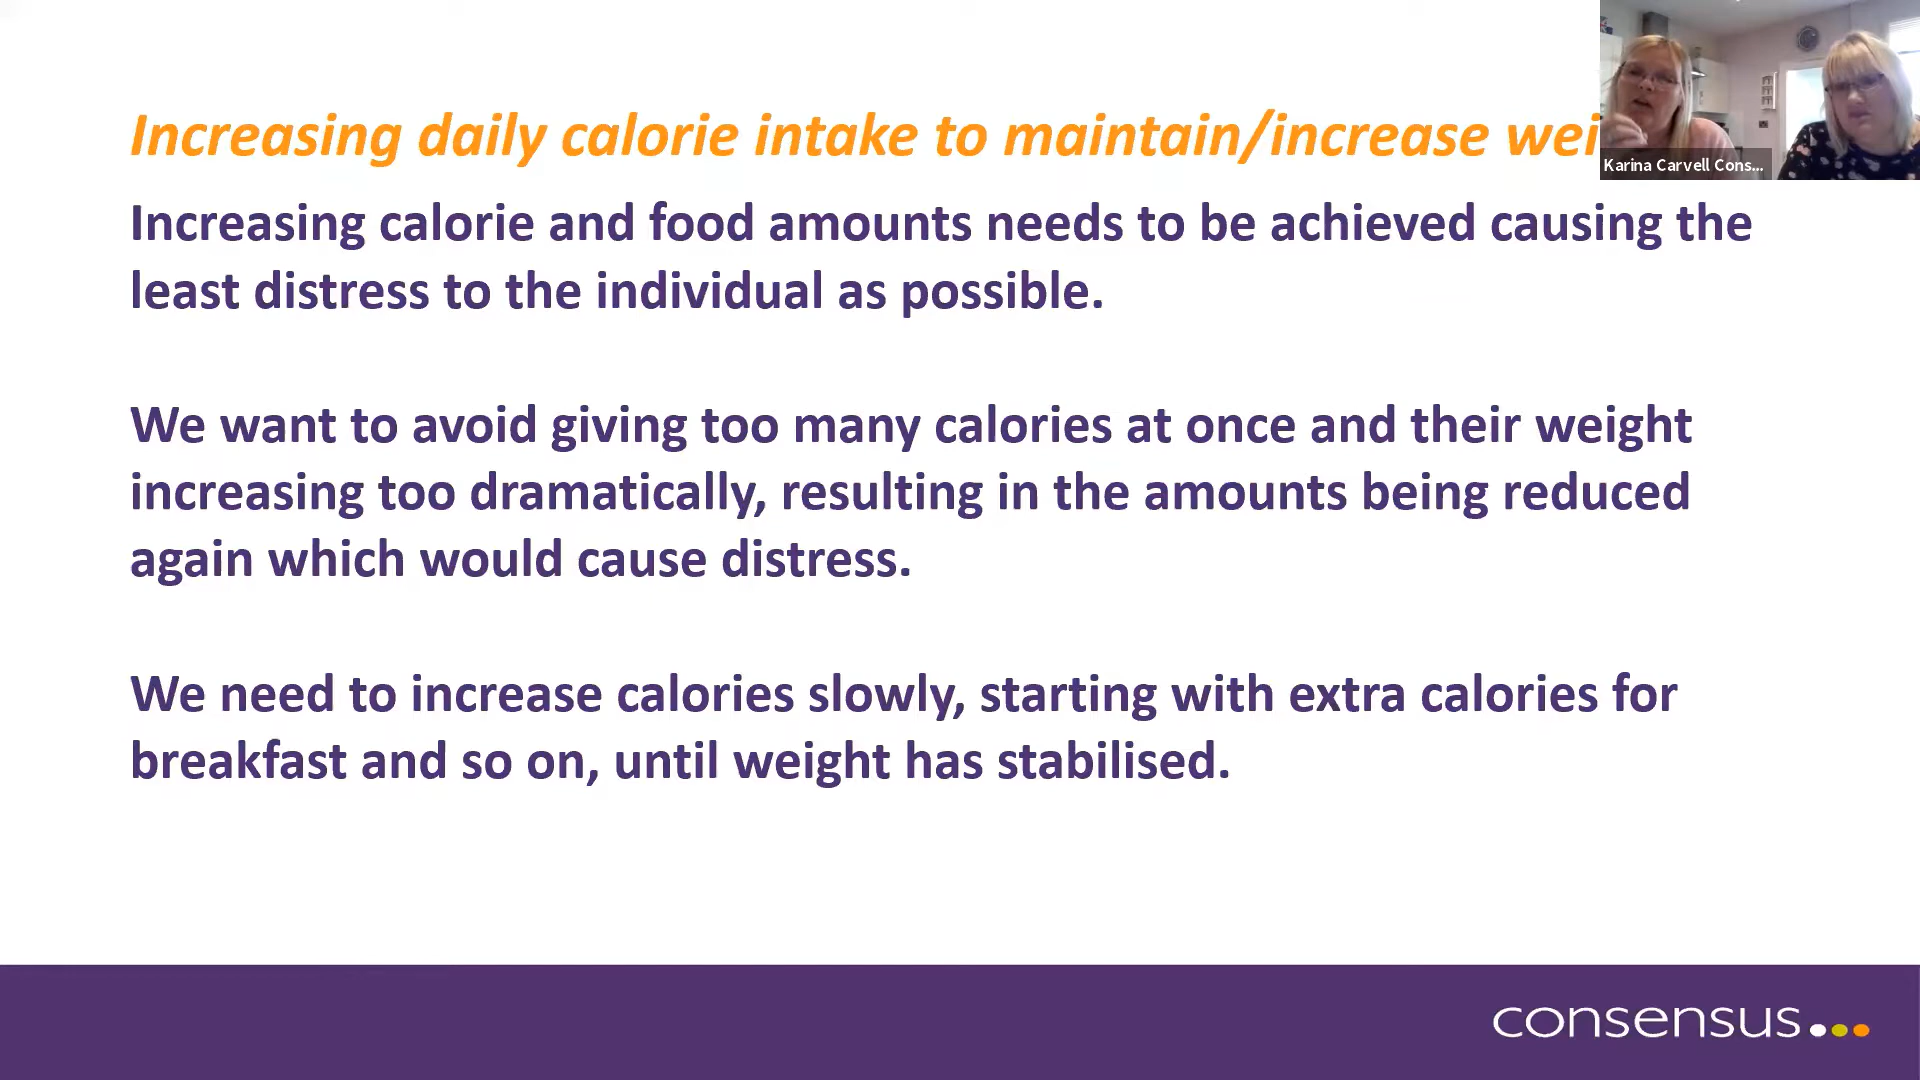 Increasing daily calorie intake to maintain/increase wei
Karina Carvell Cons...
Increasing calorie and food amounts needs to be achieved causing the
least distress to the individual as possible.
We want to avoid giving too many calories at once and their weight
increasing too dramatically, resulting in the amounts being reduced
again which would cause distress.
We need to increase calories slowly, starting with extra calories for
breakfast and so on, until weight has stabilised.
consensus...